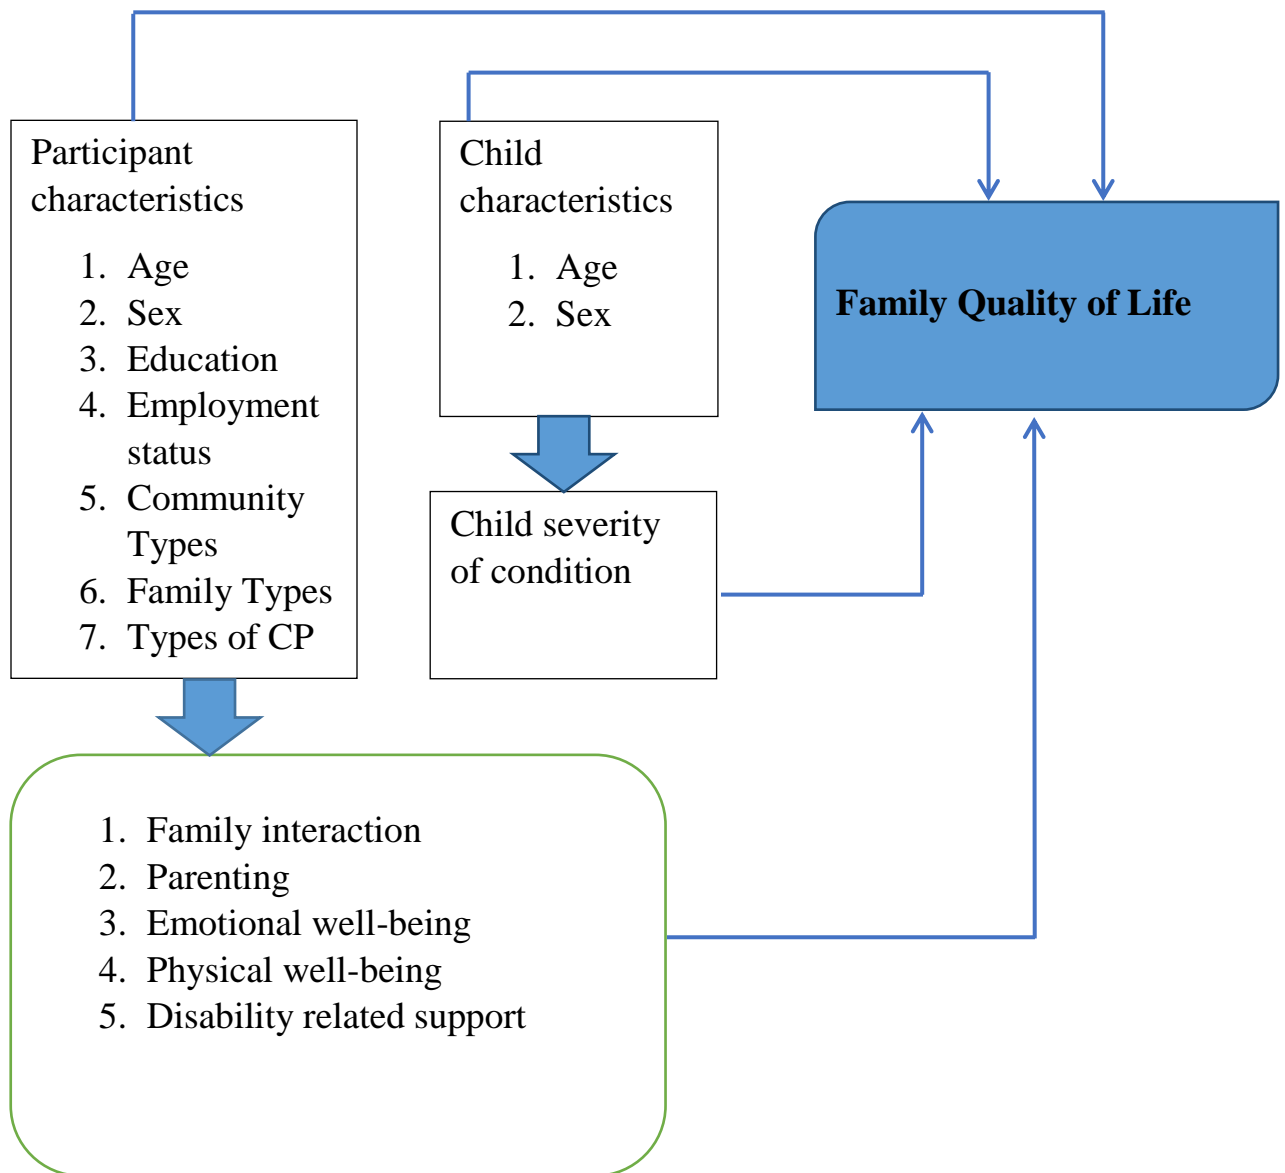 Participant
characteristics
1. Age
2. Sex
3. Education
4. Employment
status
5. Community
Types
6. Family Types
7. Types of CP
Child
characteristics
1. Age
2. Sex
Family Quality of Life
Child severity
of condition
1. Family interaction
2. Parenting
3. Emotional well-being
4. Physical well-being
5. Disability related support